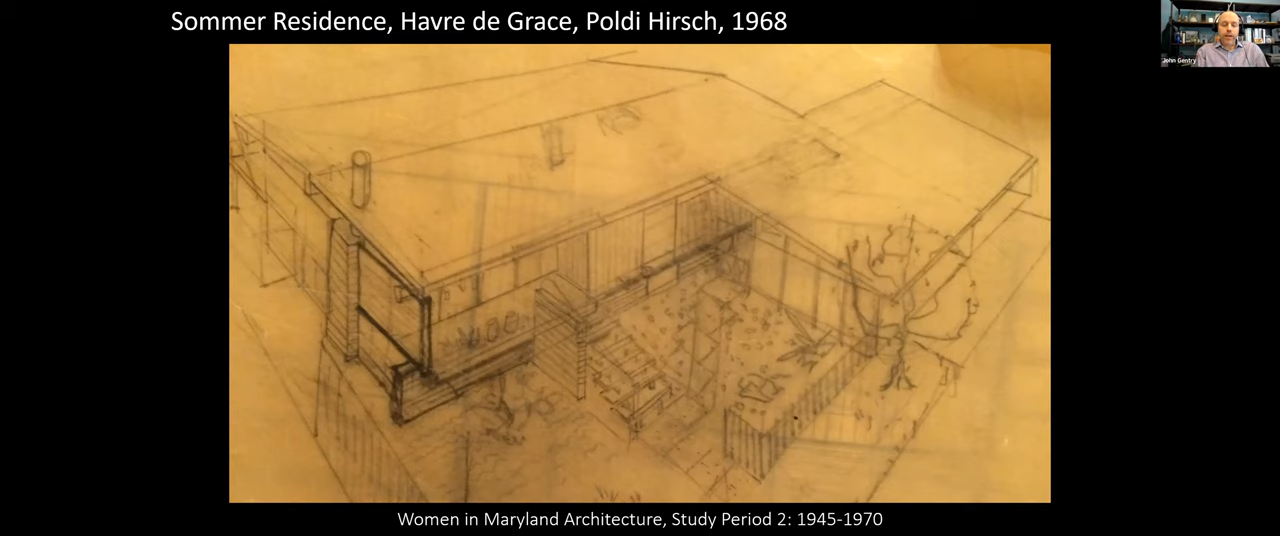 Sommer Residence, Havre de Grace, Poldi Hirsch, 1968
John Gentry
Women in Maryland Architecture, Study Period 2: 1945-1970